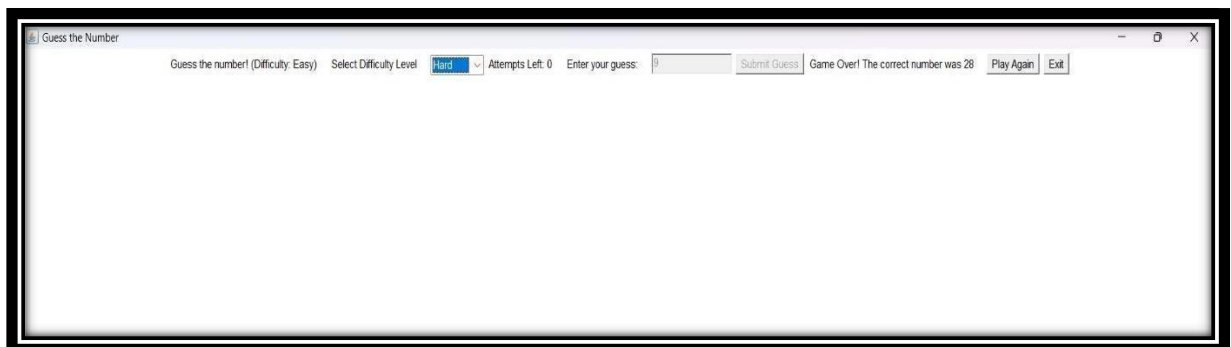 Guess the Number
Guess the number! (Difficulty: Easy) Select Difficulty Level Hard Attempts Left: 0 Enter your guess: 9 Submit Guess Game Over! The correct number was 28 Play Again Exit